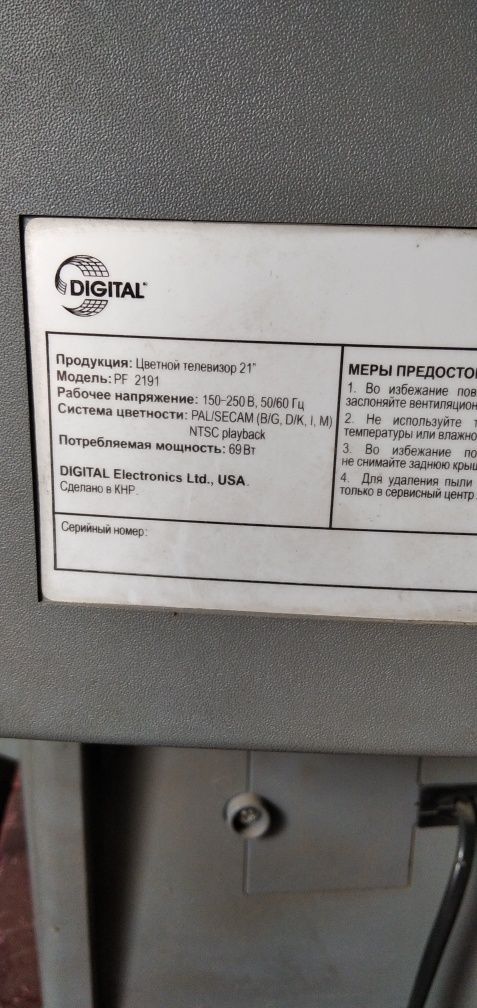 DIGITAL
Продукция: Цветной телевизор 21"
Модель: PF 2191
Рабочее напряжение: 150-250 В, 50/60 Гц
Система цветности: PAL/SECAM (B/G, D/K, I, M)
NTSC playback
Потребляемая мощность: 69 Вт
DIGITAL Electronics Ltd., USA.
Сделано в КНР.
Серийный номер:
МЕРЫ ПРЕДОСТО
1. Во избежание пов
заслоняйте вентиляцион
2. Не используйте т
температуры или влажно
3. Во избежание по
не снимайте заднюю крыш
4. Для удаления пыли
только в сервисный центр.